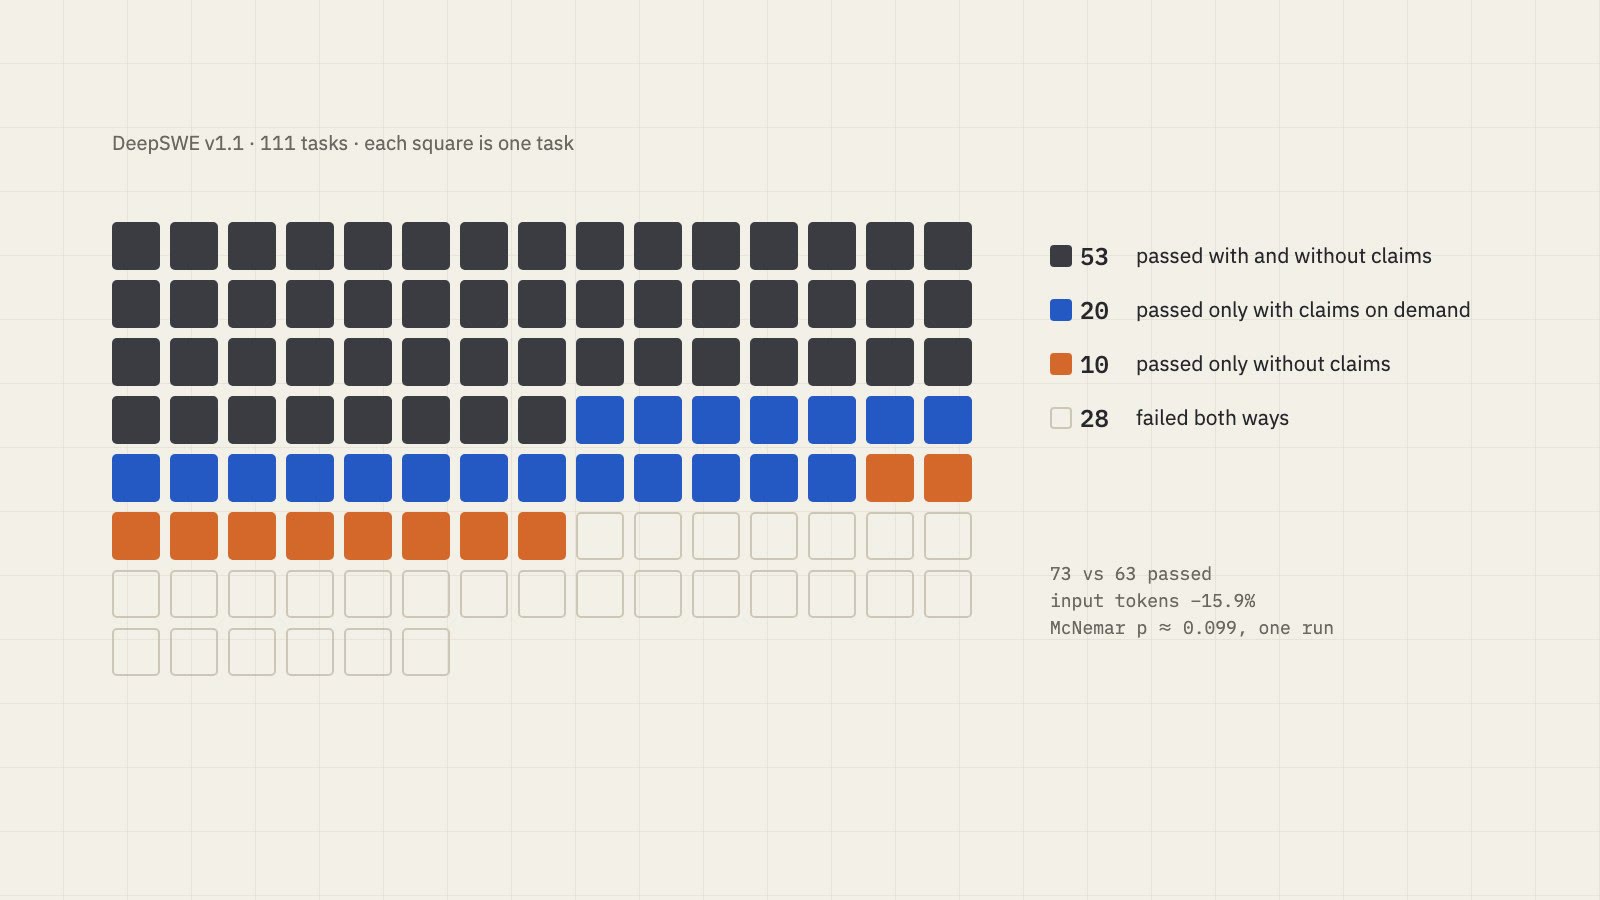 DeepSWE v1.1 · 111 tasks · each square is one task
53 passed with and without claims
20 passed only with claims on demand
10 passed only without claims
28 failed both ways
73 vs 63 passed
input tokens −15.9%
McNemar p ≈ 0.099, one run